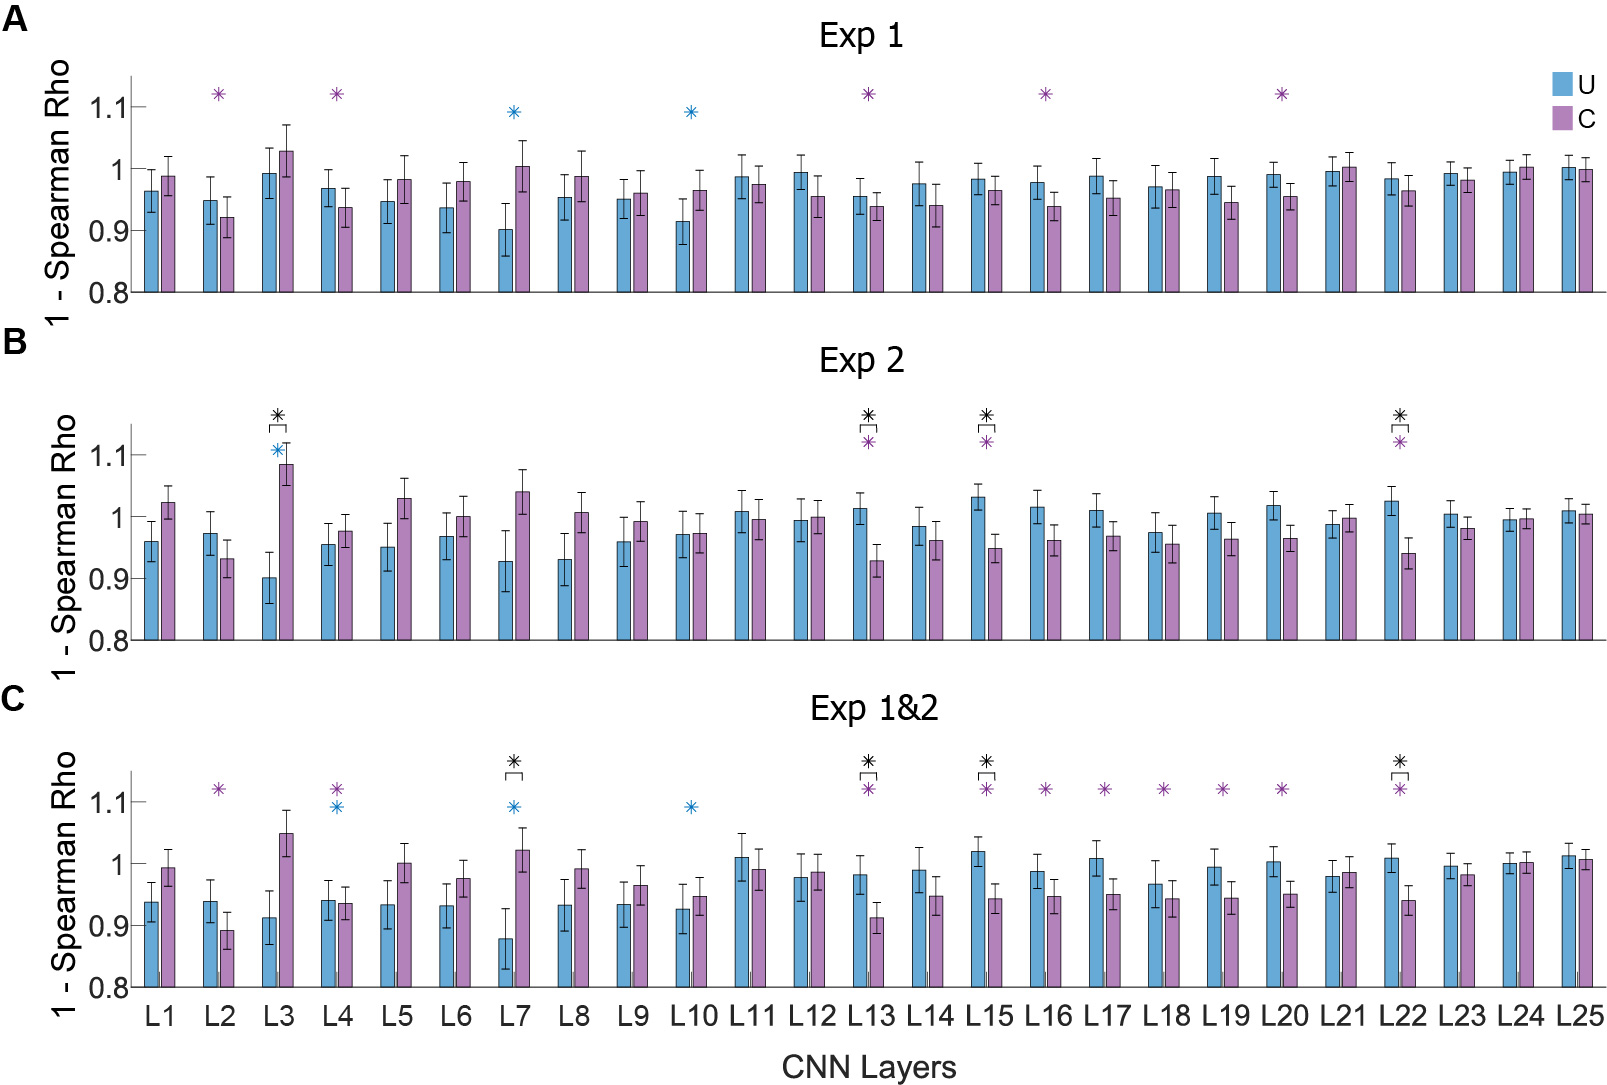 A
Exp 1
1 - Spearman Rho
1.1
1
0.9
0.8
U
C
B
Exp 2
1 - Spearman Rho
1.1
1
0.9
0.8
C
Exp 1&2
1 - Spearman Rho
1.1
1
0.9
0.8
L1 L2 L3 L4 L5 L6 L7 L8 L9 L10 L11 L12 L13 L14 L15 L16 L17 L18 L19 L20 L21 L22 L23 L24 L25
CNN Layers